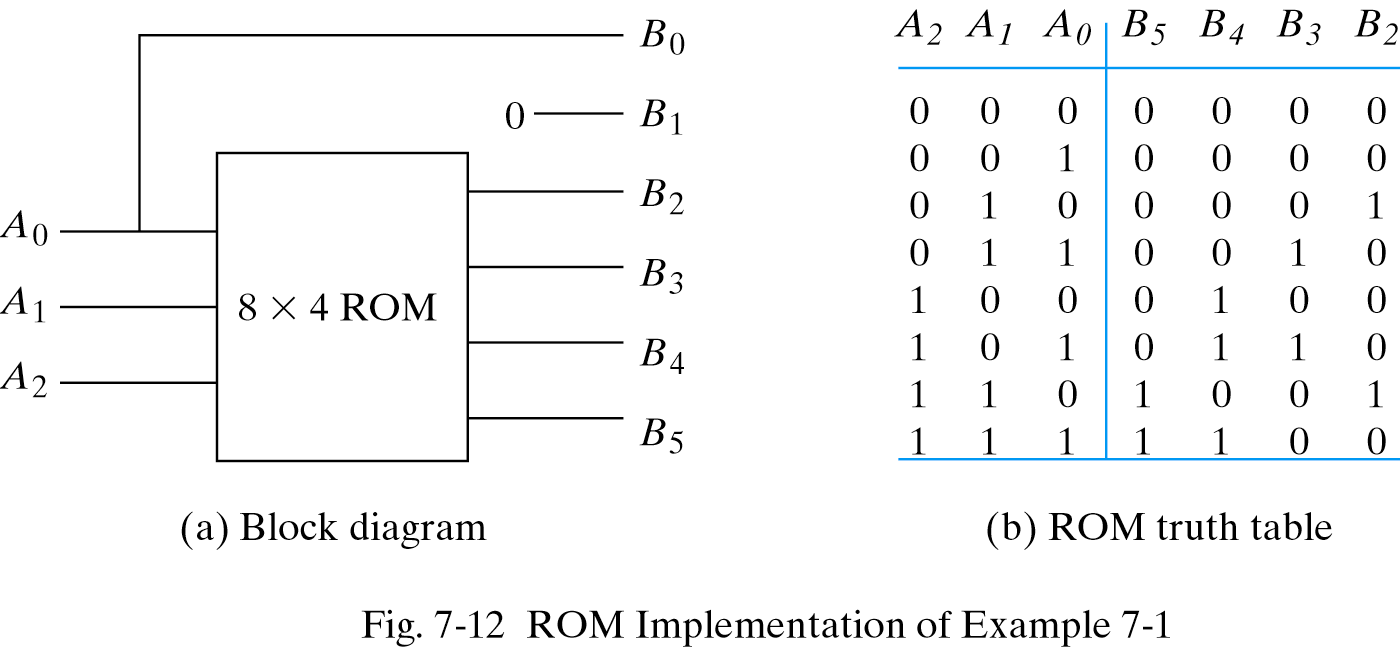 B0
0 B1
B2
A0
B3
A1
8 × 4 ROM
B4
A2
B5
(a) Block diagram
A2 A1 A0 B5 B4 B3 B2
0 0 0 0 0 0 0
0 0 1 0 0 0 0
0 1 0 0 0 0 1
0 1 1 0 0 1 0
1 0 0 0 1 0 0
1 0 1 0 1 1 0
1 1 0 1 0 0 1
1 1 1 1 1 0 0
(b) ROM truth table
Fig. 7-12 ROM Implementation of Example 7-1